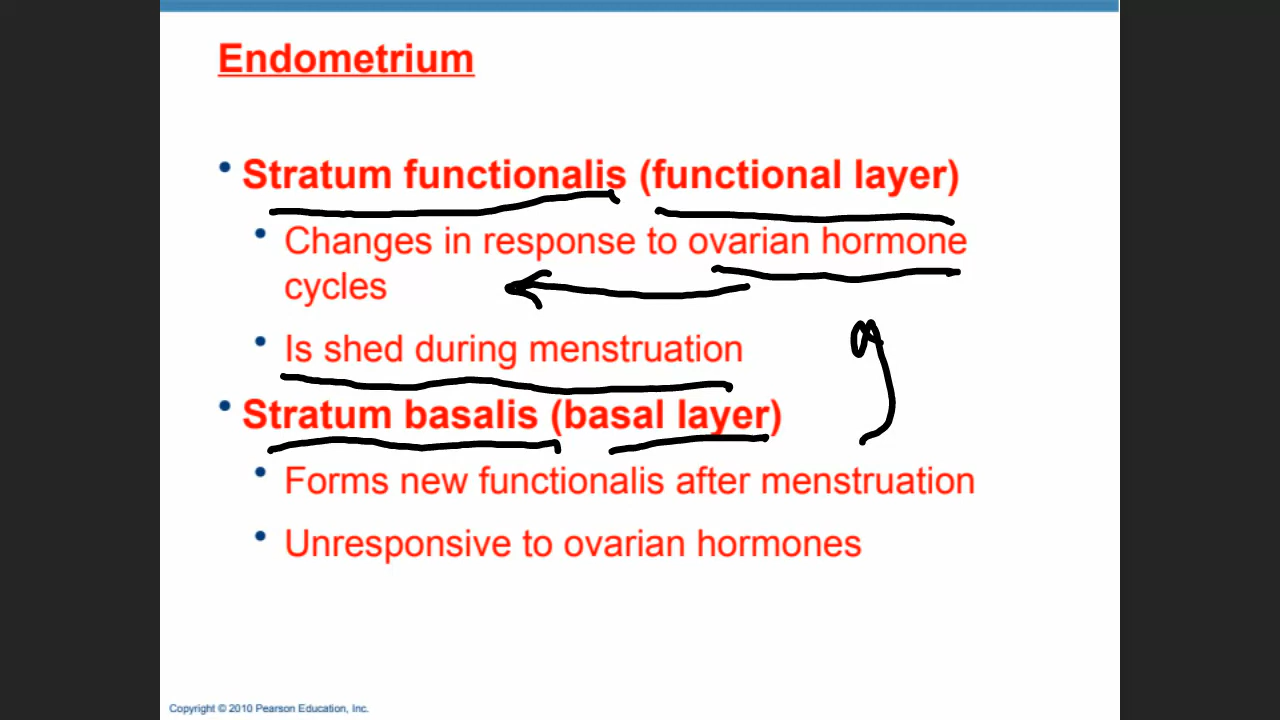 Endometrium
• Stratum functionalis (functional layer)
• Changes in response to ovarian hormone
cycles
• Is shed during menstruation
• Stratum basalis (basal layer)
• Forms new functionalis after menstruation
• Unresponsive to ovarian hormones
Copyright © 2010 Pearson Education, Inc.